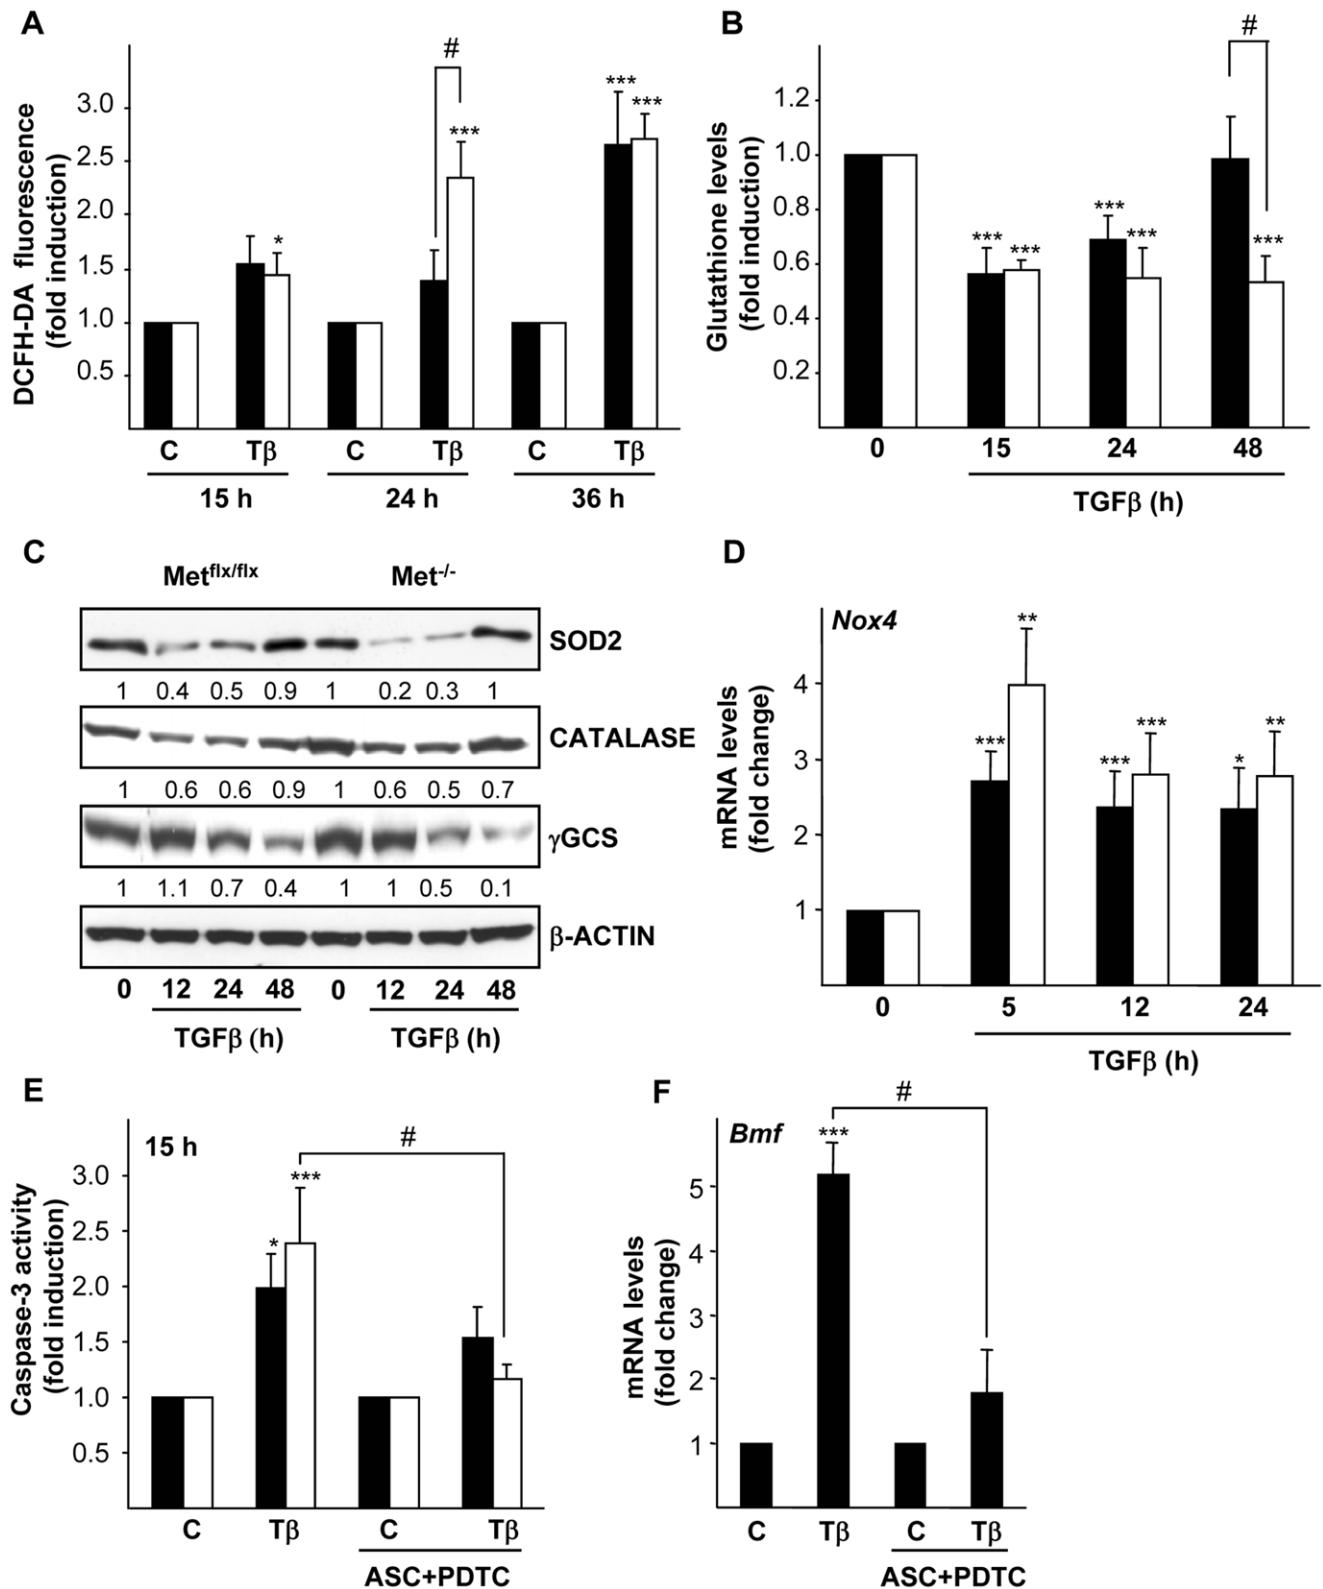 A
DCFH-DA fluorescence
(fold induction)
3.0
2.5
2.0
1.5
1.0
0.5
#
*
***
***
***
C Tβ C Tβ C Tβ
15 h 24 h 36 h
B
Glutathione levels
(fold induction)
1.2
1.0
0.8
0.6
0.4
0.2
#
*** *** *** *** ***
0 15 24 48
TGFβ (h)
C
Metflx/flx Met-/-
SOD2
1 0.4 0.5 0.9 1 0.2 0.3 1
CATALASE
1 0.6 0.6 0.9 1 0.6 0.5 0.7
γGCS
1 1.1 0.7 0.4 1 1 0.5 0.1
β-ACTIN
0 12 24 48 0 12 24 48
TGFβ (h) TGFβ (h)
D
Nox4
mRNA levels
(fold change)
4
3
2
1
*** ** *** *** * **
0 5 12 24
TGFβ (h)
E
15 h
Caspase-3 activity
(fold induction)
3.0
2.5
2.0
1.5
1.0
0.5
#
* ***
C Tβ C Tβ
ASC+PDTC
F
Bmf
mRNA levels
(fold change)
5
4
3
2
1
#
***
C Tβ C Tβ
ASC+PDTC